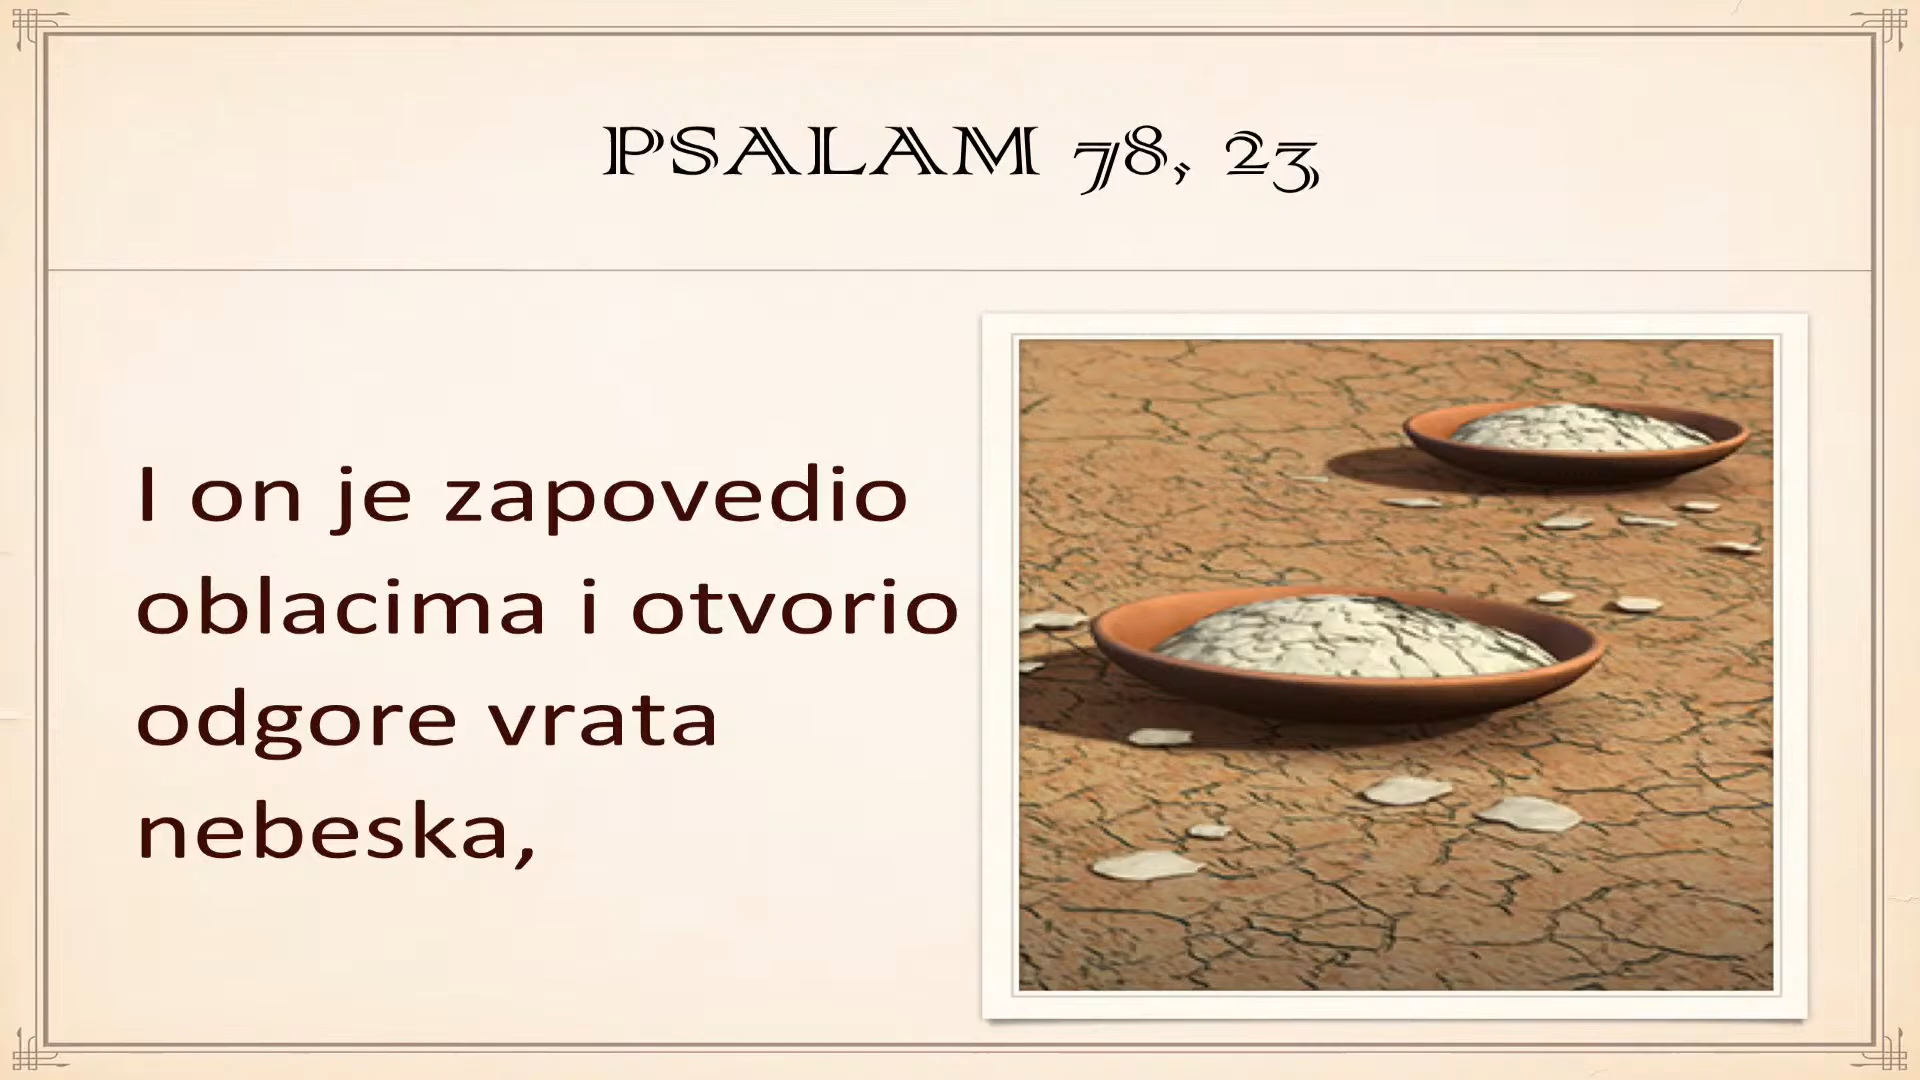 PSALAM 78, 23
I on je zapovedio
oblacima i otvorio
odgore vrata
nebeska,